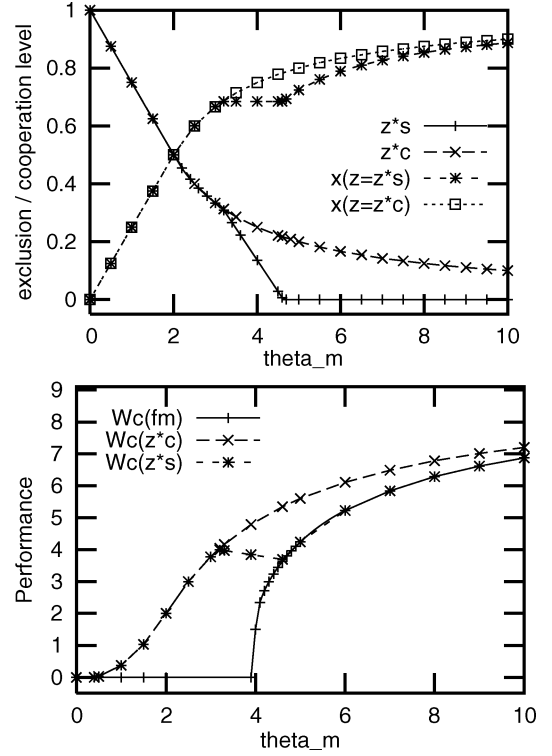 1
0.8
0.6
0.4
0.2
0
exclusion / cooperation level
z*s
z*c
x(z=z*s)
x(z=z*c)
0 2 4 6 8 10
theta_m
9
8
7
6
5
4
3
2
1
0
Performance
Wc(fm)
Wc(z*c)
Wc(z*s)
0 2 4 6 8 10
theta_m